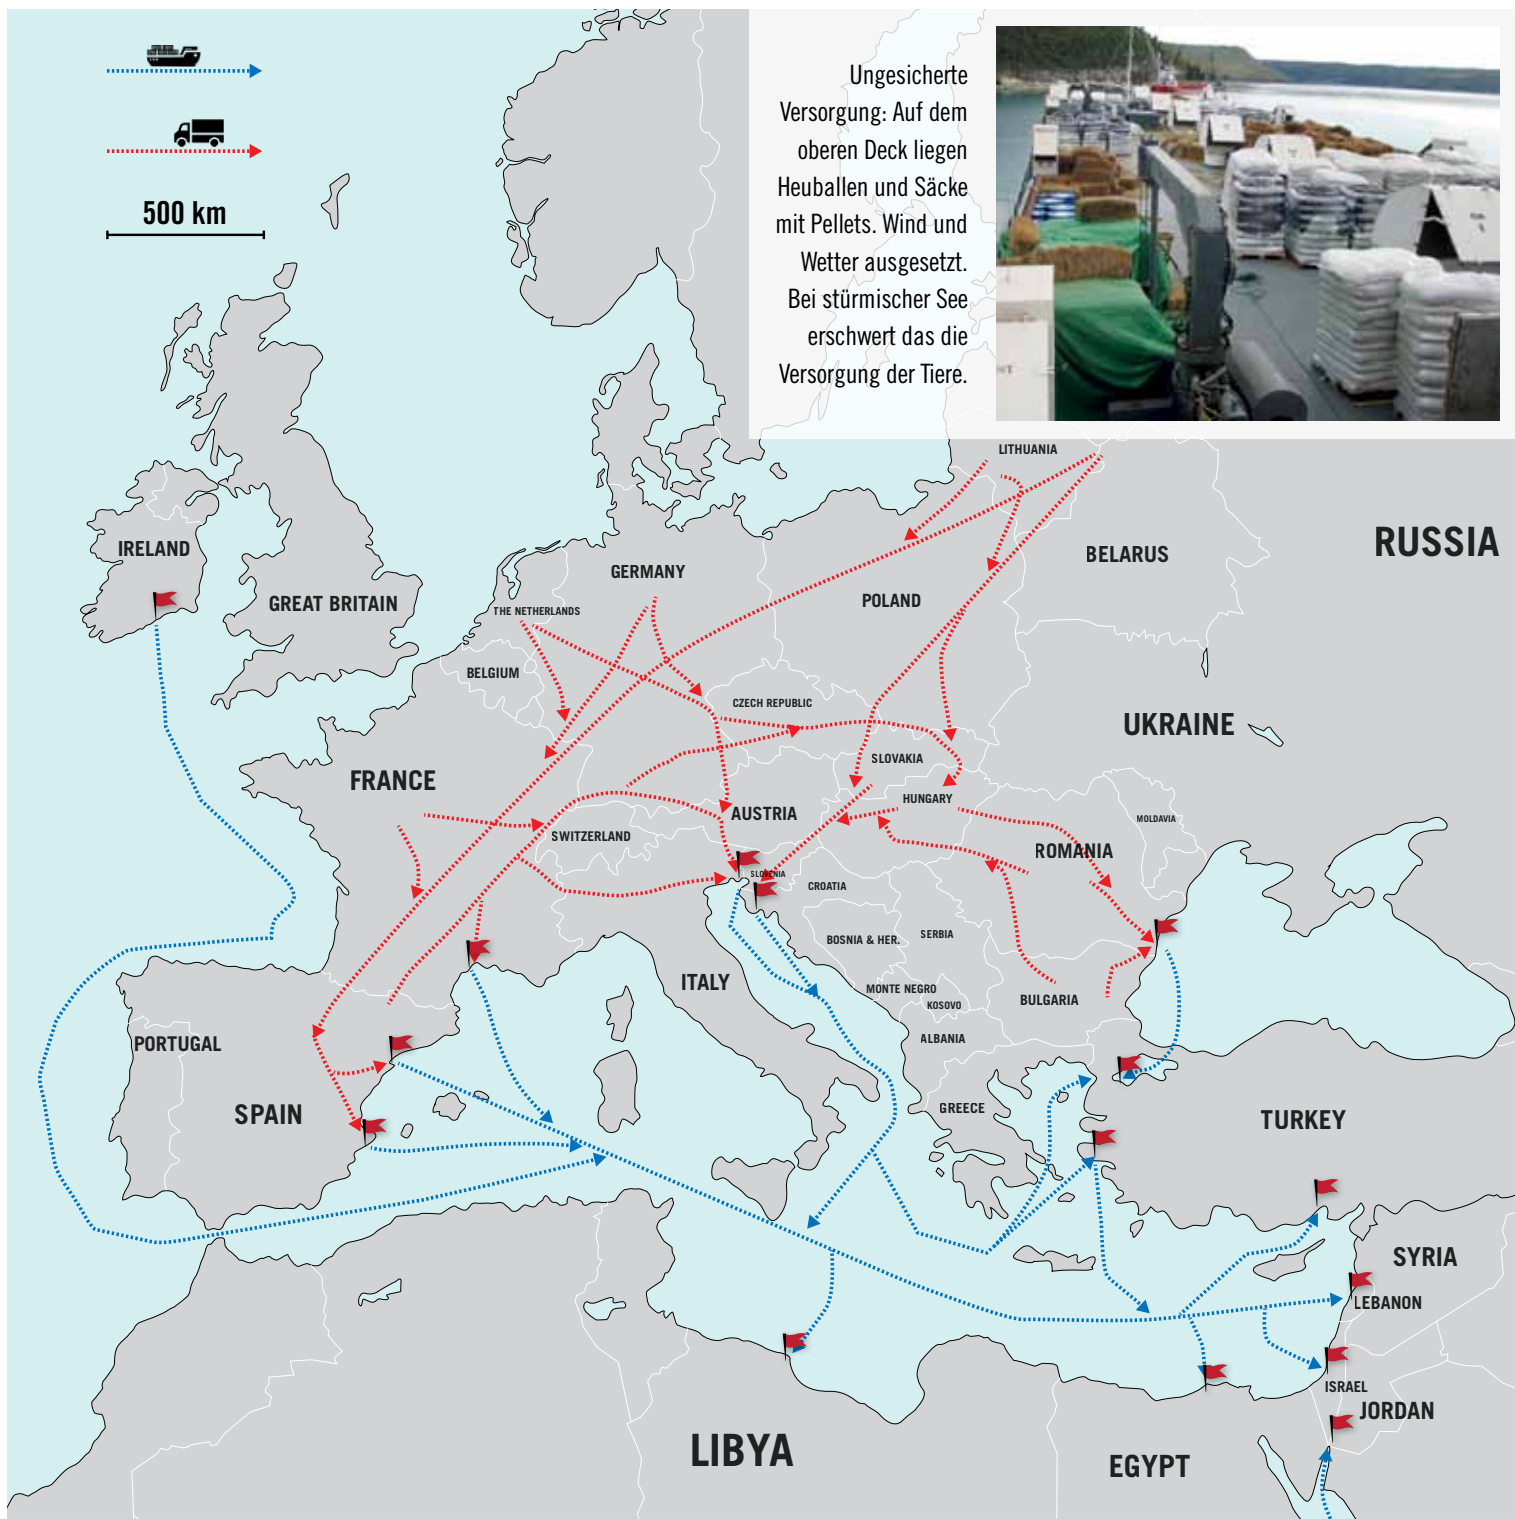 500 km
Ungesicherte
Versorgung: Auf dem
oberen Deck liegen
Heuballen und Säcke
mit Pellets. Wind und
Wetter ausgesetzt.
Bei stürmischer See
erschwert das die
Versorgung der Tiere.
LITHUANIA
RUSSIA
IRELAND
BELARUS
GERMANY
GREAT BRITAIN
THE NETHERLANDS
POLAND
BELGIUM
CZECH REPUBLIC
UKRAINE
FRANCE
SLOVAKIA
HUNGARY
AUSTRIA
MOLDAVIA
SWITZERLAND
ROMANIA
SLOVENIA
CROATIA
BOSNIA & HER.
SERBIA
ITALY
MONTE NEGRO
KOSOVO
BULGARIA
PORTUGAL
ALBANIA
SPAIN
GREECE
TURKEY
SYRIA
LEBANON
ISRAEL
JORDAN
LIBYA
EGYPT